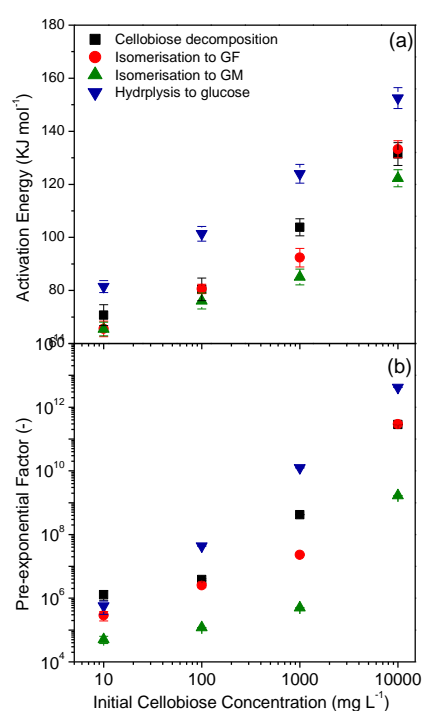 (a)
Cellobiose decomposition
Isomerisation to GF
Isomerisation to GM
Hydrplysis to glucose
Activation Energy (KJ mol⁻¹)
180
160
140
120
100
80
60
(b)
Pre-exponential Factor (-)
10¹⁴
10¹²
10¹⁰
10⁸
10⁶
10⁴
10 100 1000 10000
Initial Cellobiose Concentration (mg L⁻¹)